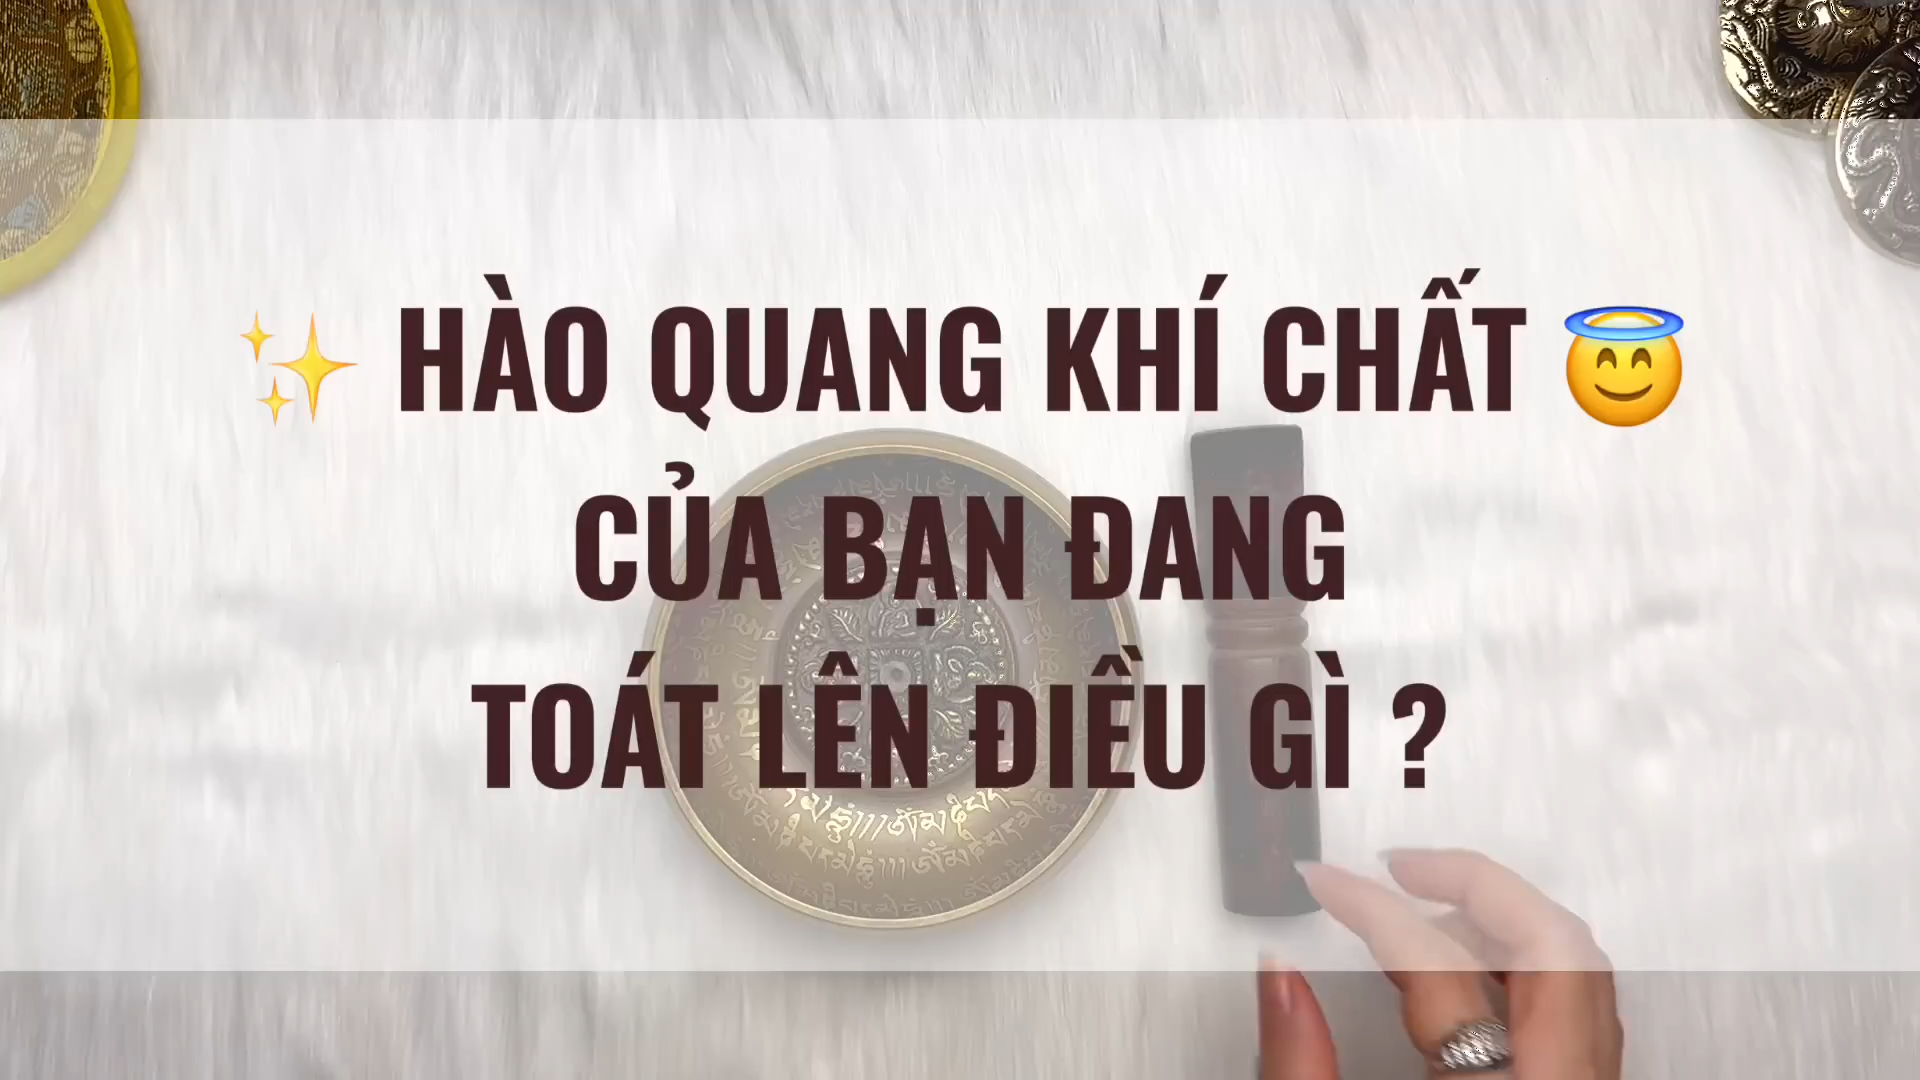 ✨ HÀO QUANG KHÍ CHẤT 😇
CỦA BẠN ĐANG
TOÁT LÊN ĐIỀU GÌ ?